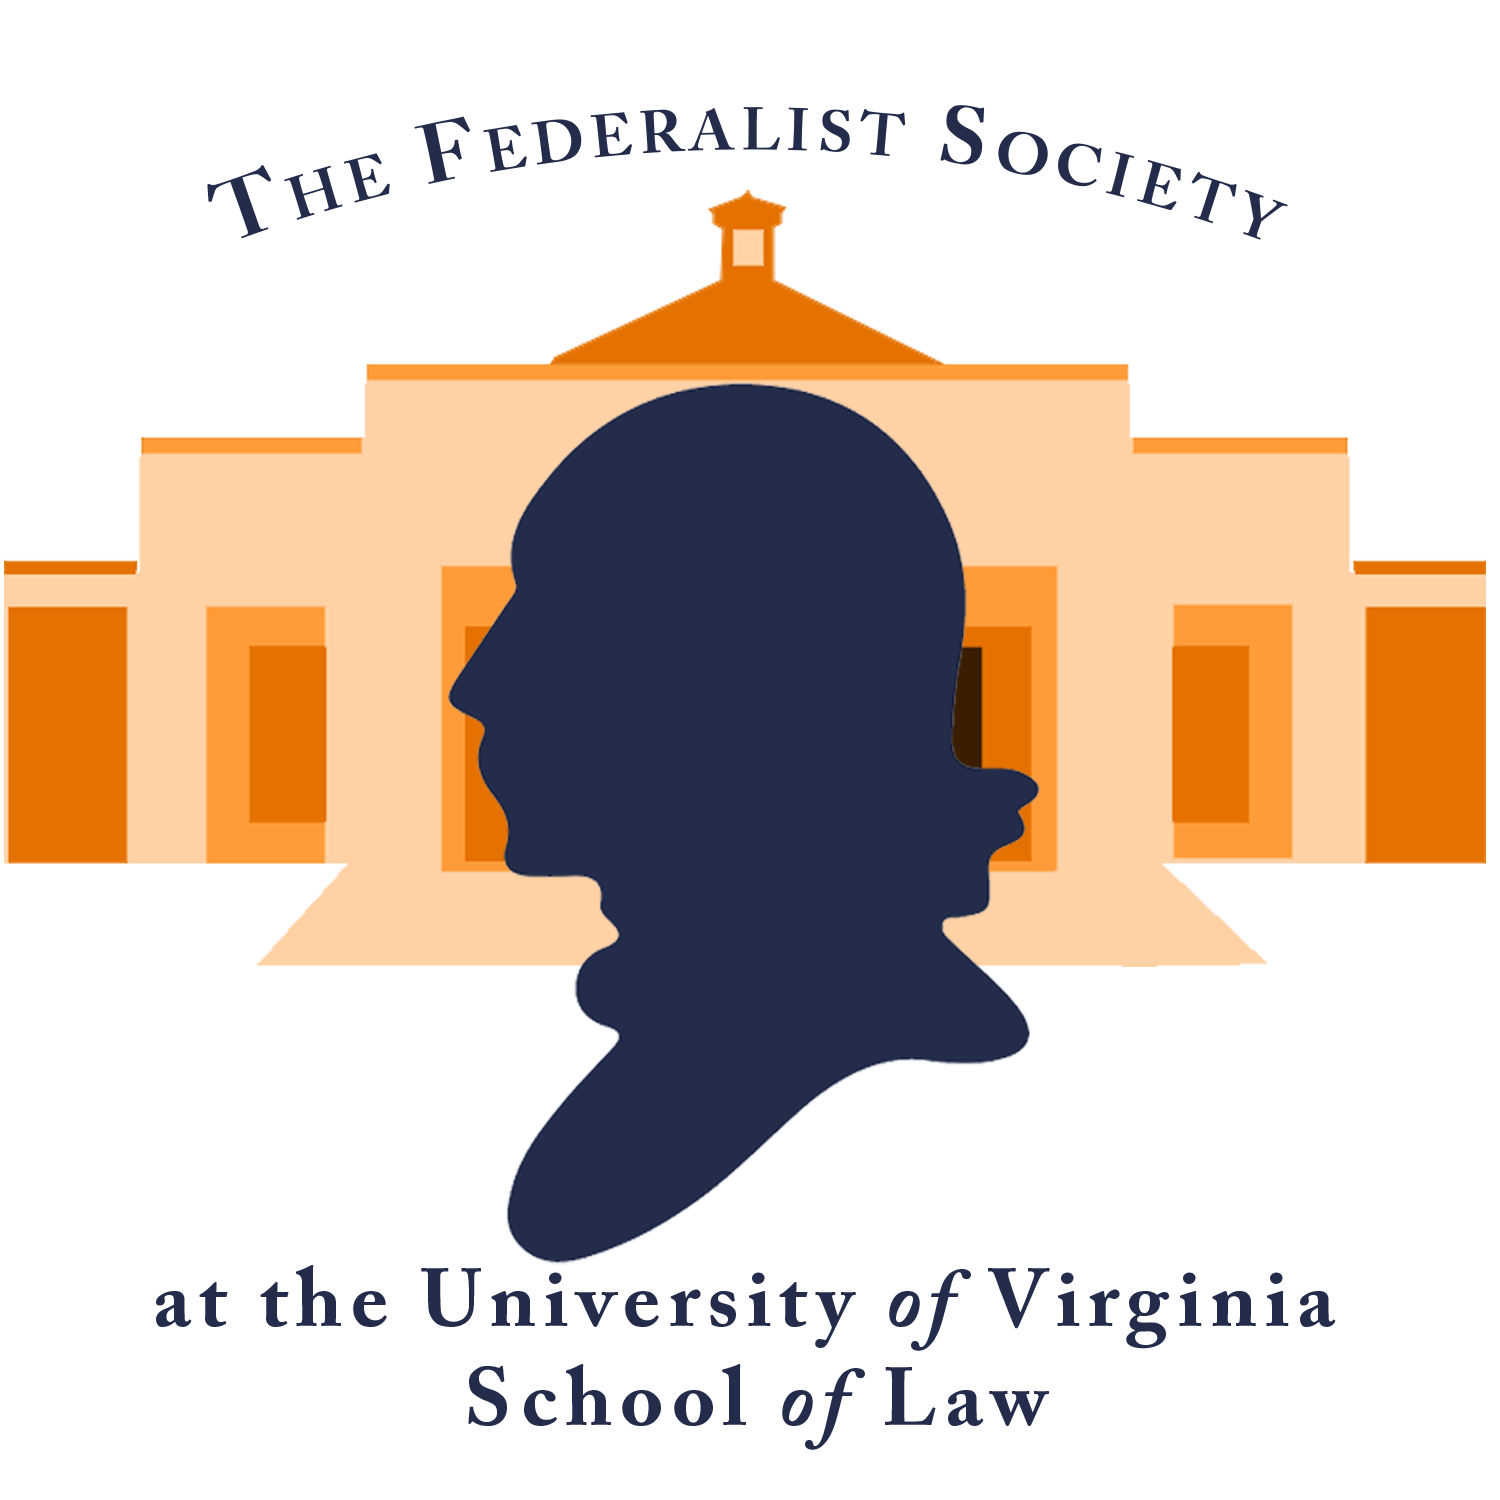 The Federalist Society
at the University of Virginia
School of Law